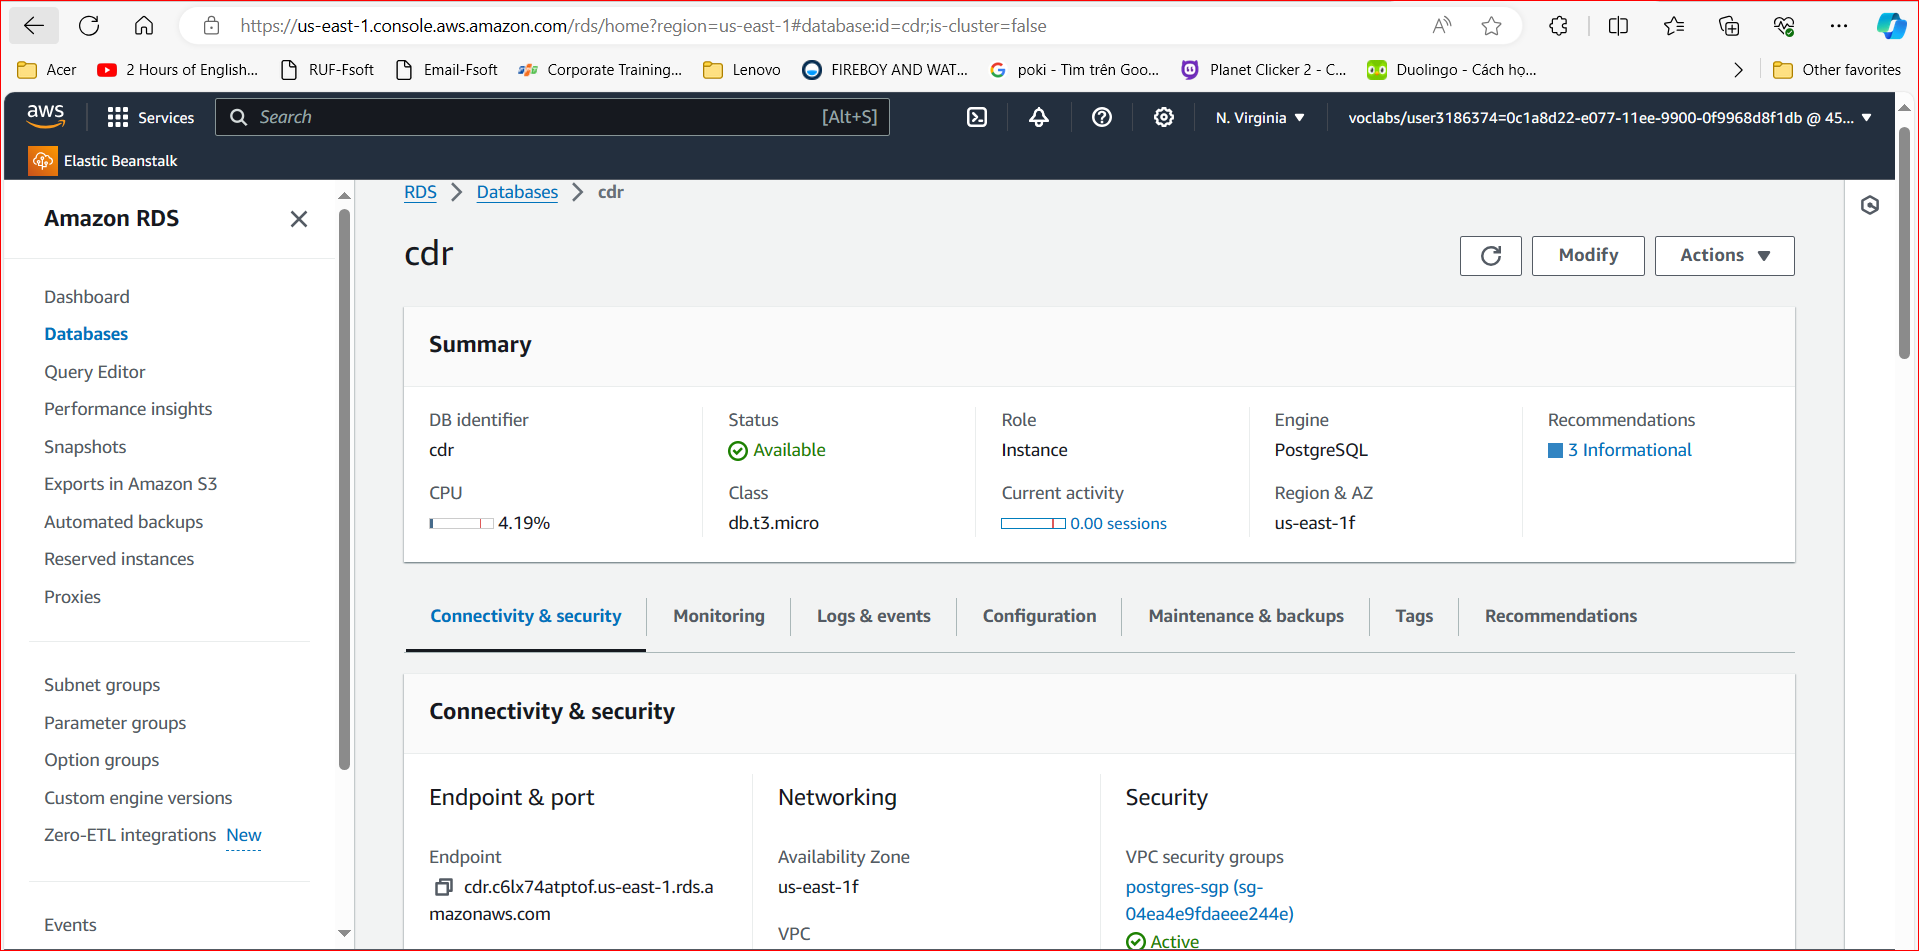 https://us-east-1.console.aws.amazon.com/rds/home?region=us-east-1#database:id=cdr;is-cluster=false
Acer 2 Hours of English... RUF-Fsoft Email-Fsoft Corporate Training... Lenovo FIREBOY AND WAT... poki - Tìm trên Goo... Planet Clicker 2 - C... Duolingo - Cách họ... Other favorites
aws Services Search [Alt+S] N. Virginia voclabs/user3186374=0c1a8d22-e077-11ee-9900-0f9968d8f1db @ 45...
Elastic Beanstalk
Amazon RDS
Dashboard
Databases
Query Editor
Performance insights
Snapshots
Exports in Amazon S3
Automated backups
Reserved instances
Proxies
Subnet groups
Parameter groups
Option groups
Custom engine versions
Zero-ETL integrations New
Events
RDS Databases cdr
cdr
Modify Actions
Summary
DB identifier
cdr
Status
Available
Role
Instance
Engine
PostgreSQL
Recommendations
3 Informational
CPU
4.19%
Class
db.t3.micro
Current activity
0.00 sessions
Region & AZ
us-east-1f
Connectivity & security Monitoring Logs & events Configuration Maintenance & backups Tags Recommendations
Connectivity & security
Endpoint & port
Endpoint
cdr.c6lx74atptof.us-east-1.rds.a
mazonaws.com
Networking
Availability Zone
us-east-1f
VPC
Security
VPC security groups
postgres-sgp (sg-
04ea4e9fdaeee244e)
Active